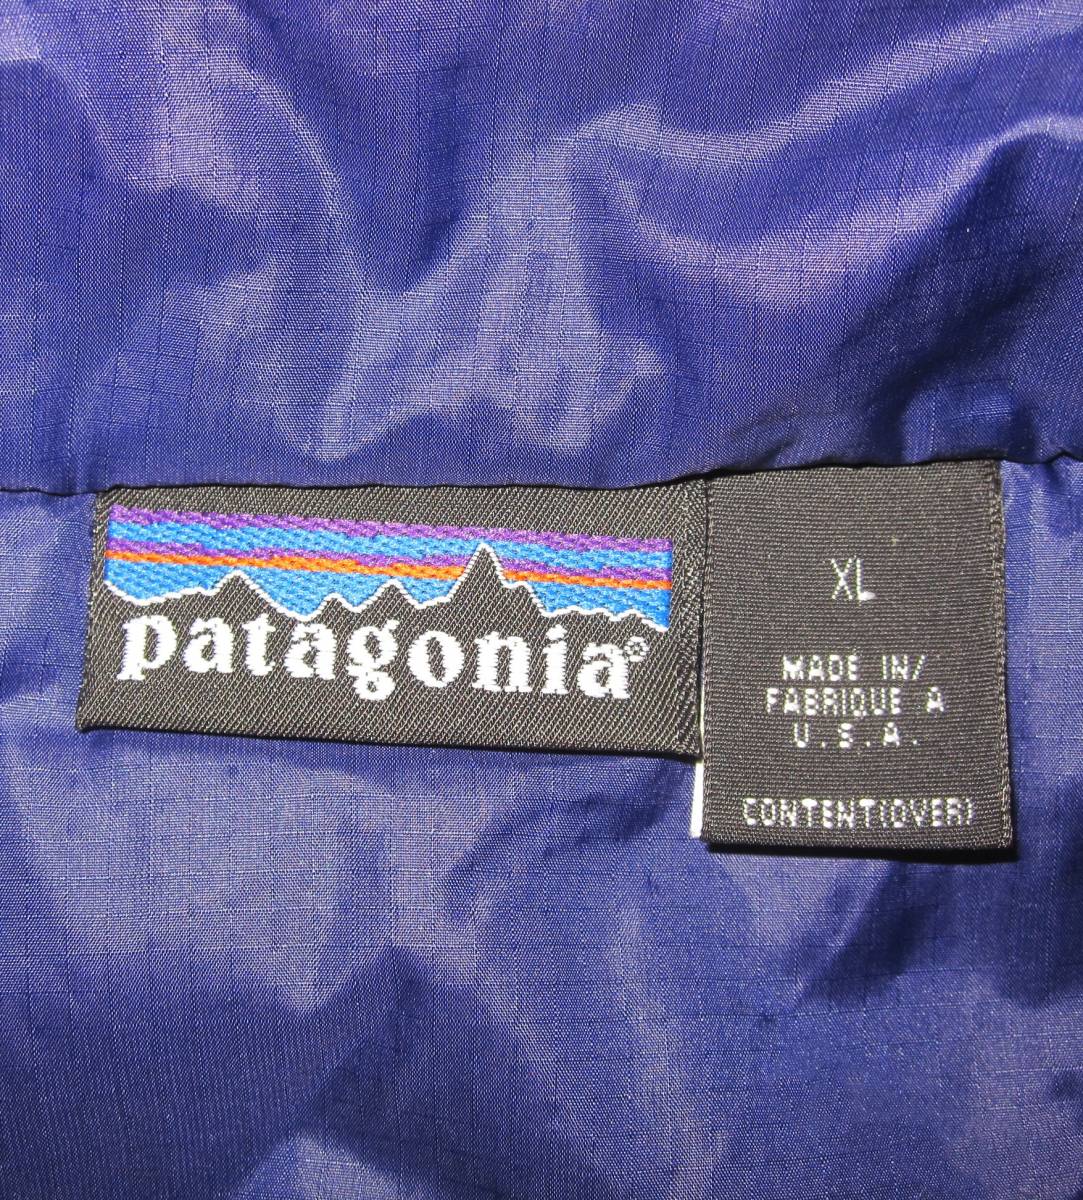 patagonia®
XL
MADE IN/
FABRIQUE A
U.S.A.
CONTENT(OVER)